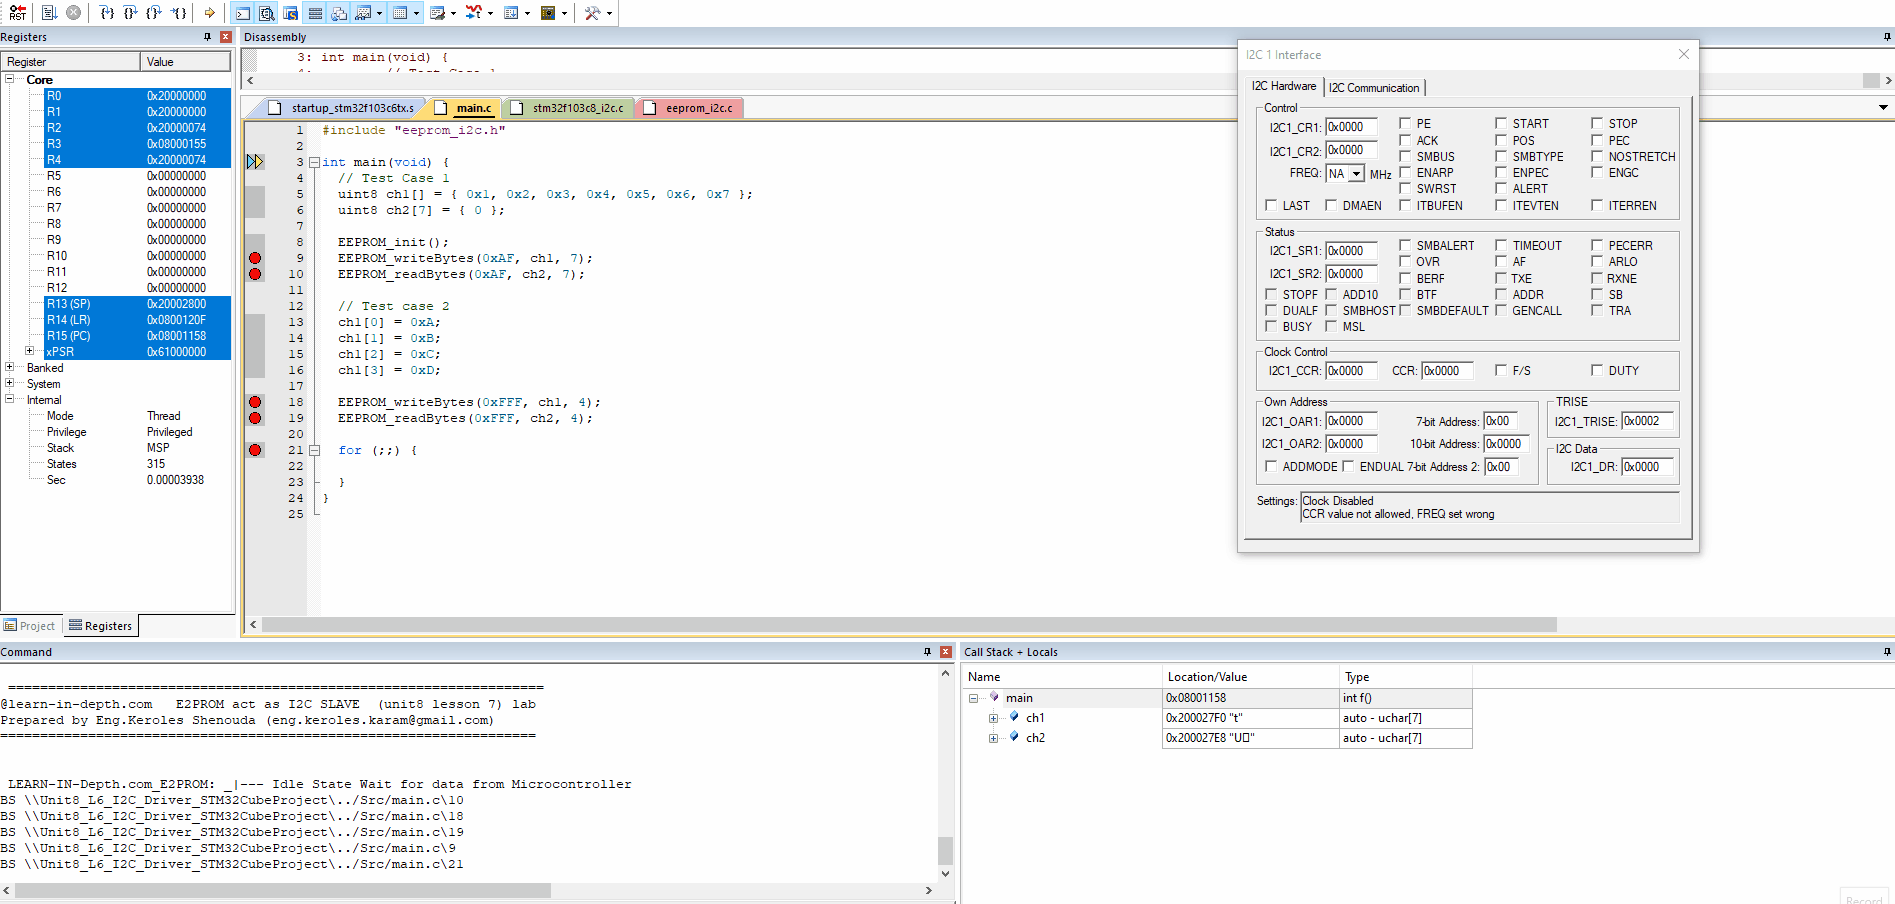 RST
Registers
Register Value
Core
R0 0x20000000
R1 0x20000000
R2 0x20000074
R3 0x08000155
R4 0x20000074
R5 0x00000000
R6 0x00000000
R7 0x00000000
R8 0x00000000
R9 0x00000000
R10 0x00000000
R11 0x00000000
R12 0x00000000
R13 (SP) 0x20002800
R14 (LR) 0x0800120F
R15 (PC) 0x08001158
xPSR 0x61000000
Banked
System
Internal
Mode Thread
Privilege Privileged
Stack MSP
States 315
Sec 0.00003938
Project Registers
Disassembly
3: int main(void) {
startup_stm32f103c6tx.s main.c stm32f103c8_i2c.c eeprom_i2c.c
1 #include "eeprom_i2c.h"
2
3 int main(void) {
4 // Test Case 1
5 uint8 ch1[] = { 0x1, 0x2, 0x3, 0x4, 0x5, 0x6, 0x7 };
6 uint8 ch2[7] = { 0 };
7
8 EEPROM_init();
9 EEPROM_writeBytes(0xAF, ch1, 7);
10 EEPROM_readBytes(0xAF, ch2, 7);
11
12 // Test case 2
13 ch1[0] = 0xA;
14 ch1[1] = 0xB;
15 ch1[2] = 0xC;
16 ch1[3] = 0xD;
17
18 EEPROM_writeBytes(0xFFF, ch1, 4);
19 EEPROM_readBytes(0xFFF, ch2, 4);
20
21 for (;;) {
22
23 }
24 }
25
I2C 1 Interface
I2C Hardware I2C Communication
Control
I2C1_CR1: 0x0000 PE START STOP
ACK POS PEC
I2C1_CR2: 0x0000 SMBUS SMBTYPE NOSTRETCH
FREQ: NA MHz ENARP ENPEC ENGC
SWRST ALERT
LAST DMAEN ITBUFEN ITEVTEN ITERREN
Status
I2C1_SR1: 0x0000 SMBALERT TIMEOUT PECERR
OVR AF ARLO
I2C1_SR2: 0x0000 BERF TXE RXNE
STOPF ADD10 BTF ADDR SB
DUALF SMBHOST SMBDEFAULT GENCALL TRA
BUSY MSL
Clock Control
I2C1_CCR: 0x0000 CCR: 0x0000 F/S DUTY
Own Address
I2C1_OAR1: 0x0000 7-bit Address: 0x00
I2C1_OAR2: 0x0000 10-bit Address: 0x0000
ADDMODE ENDUAL 7-bit Address 2: 0x00
TRISE
I2C1_TRISE: 0x0002
I2C Data
I2C1_DR: 0x0000
Settings: Clock Disabled
CCR value not allowed, FREQ set wrong
Command
====================================================================
@learn-in-depth.com E2PROM act as I2C SLAVE (unit8 lesson 7) lab
Prepared by Eng.Keroles Shenouda (eng.keroles.karam@gmail.com)
====================================================================
LEARN-IN-Depth.com_E2PROM: _|--- Idle State Wait for data from Microcontroller
BS \\Unit8_L6_I2C_Driver_STM32CubeProject\../Src/main.c\10
BS \\Unit8_L6_I2C_Driver_STM32CubeProject\../Src/main.c\18
BS \\Unit8_L6_I2C_Driver_STM32CubeProject\../Src/main.c\19
BS \\Unit8_L6_I2C_Driver_STM32CubeProject\../Src/main.c\9
BS \\Unit8_L6_I2C_Driver_STM32CubeProject\../Src/main.c\21
Call Stack + Locals
Name Location/Value Type
main 0x08001158 int f()
ch1 0x200027F0 "t" auto - uchar[7]
ch2 0x200027E8 "U□" auto - uchar[7]
Record